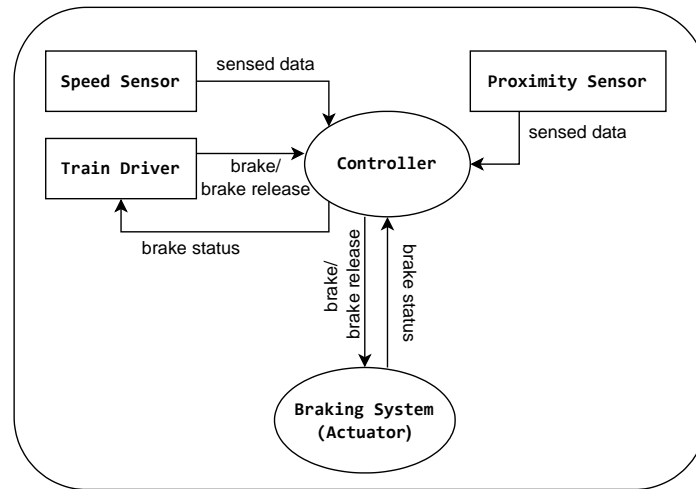 Speed Sensor
sensed data
Proximity Sensor
sensed data
Train Driver
brake/
brake release
Controller
brake status
brake/
brake release
brake status
Braking System
(Actuator)